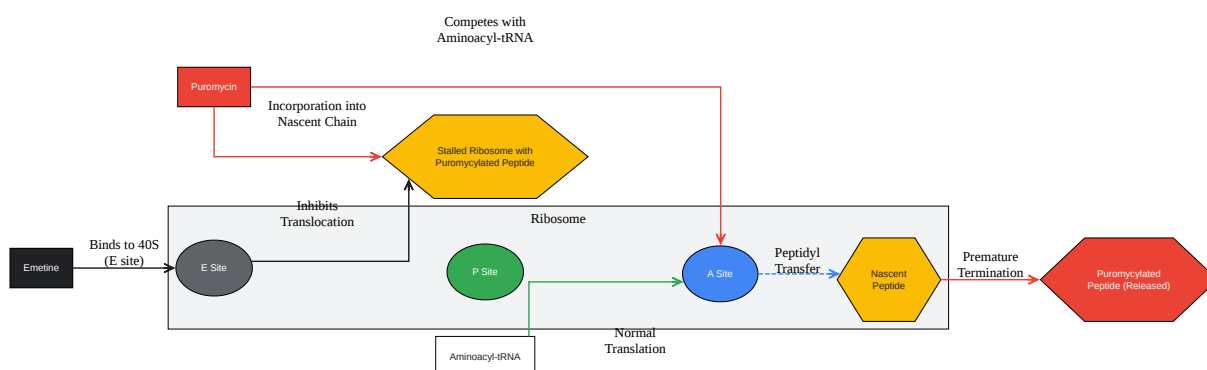 Competes with
Aminoacyl-tRNA
Puromycin
Incorporation into
Nascent Chain
Stalled Ribosome with
Puromycylated Peptide
Inhibits
Translocation
Ribosome
Emetine
Binds to 40S
(E site)
E Site
P Site
A Site
Peptidyl
Transfer
Nascent
Peptide
Premature
Termination
Puromycylated
Peptide (Released)
Normal
Translation
Aminoacyl-tRNA